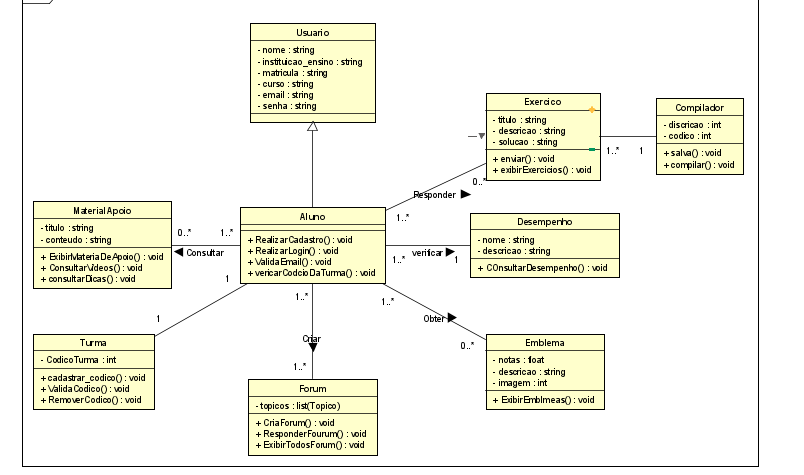 Usuario
- nome : string
- instituicao_ensino : string
- matricula : string
- curso : string
- email : string
- senha : string
Exercico
- titulo : string
- descricao : string
- solucao : string
+ enviar() : void
+ exibirExercicios() : void
1..*
1
Compilador
- discricao : int
- codico : int
+ salva() : void
+ compilar() : void
0..*
Responder
1..*
MaterialApoio
- titulo : string
- conteudo : string
+ ExibirMateriaDeApoio() : void
+ ConsultarVideos() : void
+ consultarDicas() : void
0..*
1..*
Consultar
Aluno
+ RealizarCadastro() : void
+ RealizarLogin() : void
+ ValidaEmail() : void
+ vericarCodcioDaTurma() : void
1..*
verificar
1
Desempenho
- nome : string
- descricao : string
+ COnsultarDesempenho() : void
1
1
1..*
Criar
1..*
1..*
Obter
0..*
Turma
- CodicoTurma : int
+ cadastrar_codico() : void
+ ValidaCodico() : void
+ RemoverCodico() : void
Forum
- topicos : list(Topico)
+ CriaForum() : void
+ ResponderFourum() : void
+ ExibirTodosForum() : void
Emblema
- notas : float
- descricao : string
- imagem : int
+ ExibirEmblmeas() : void